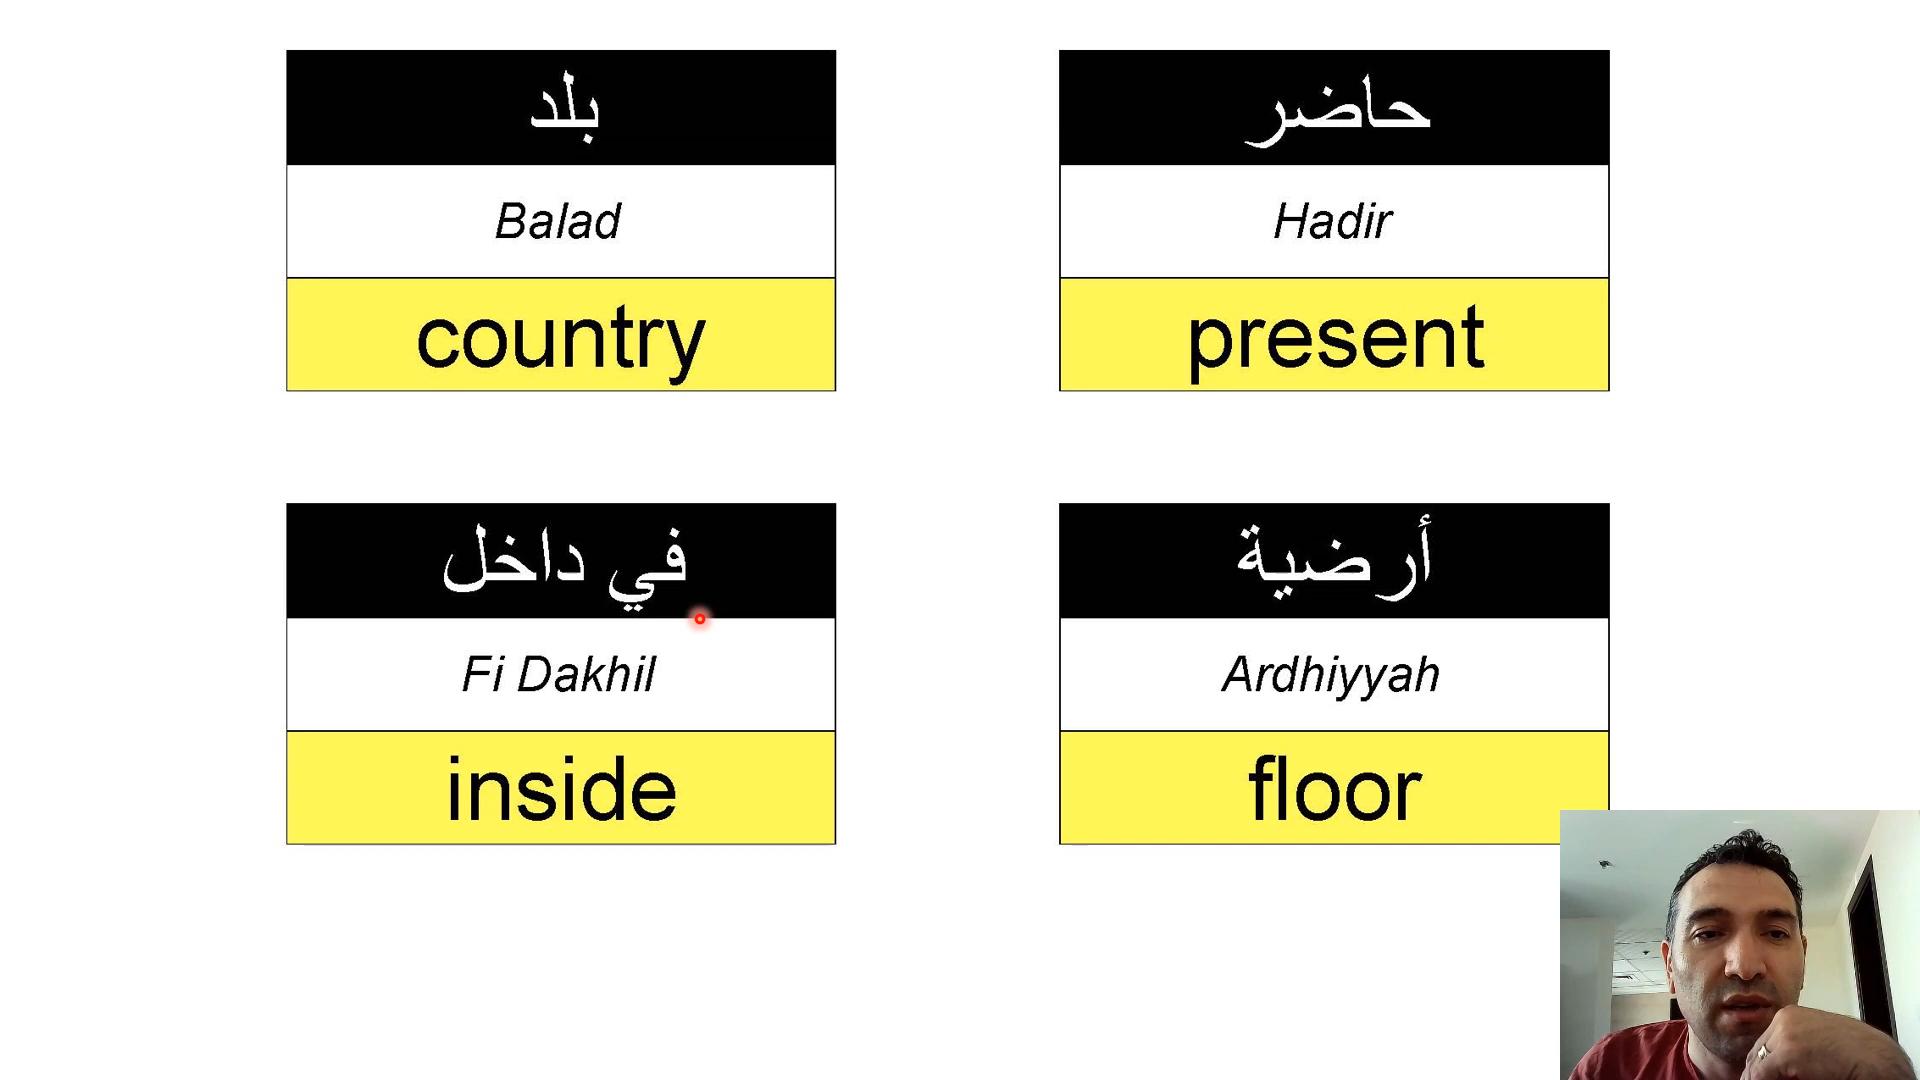 بلد
Balad
country
حاضر
Hadir
present
في داخل
Fi Dakhil
inside
أرضية
Ardhiyyah
floor